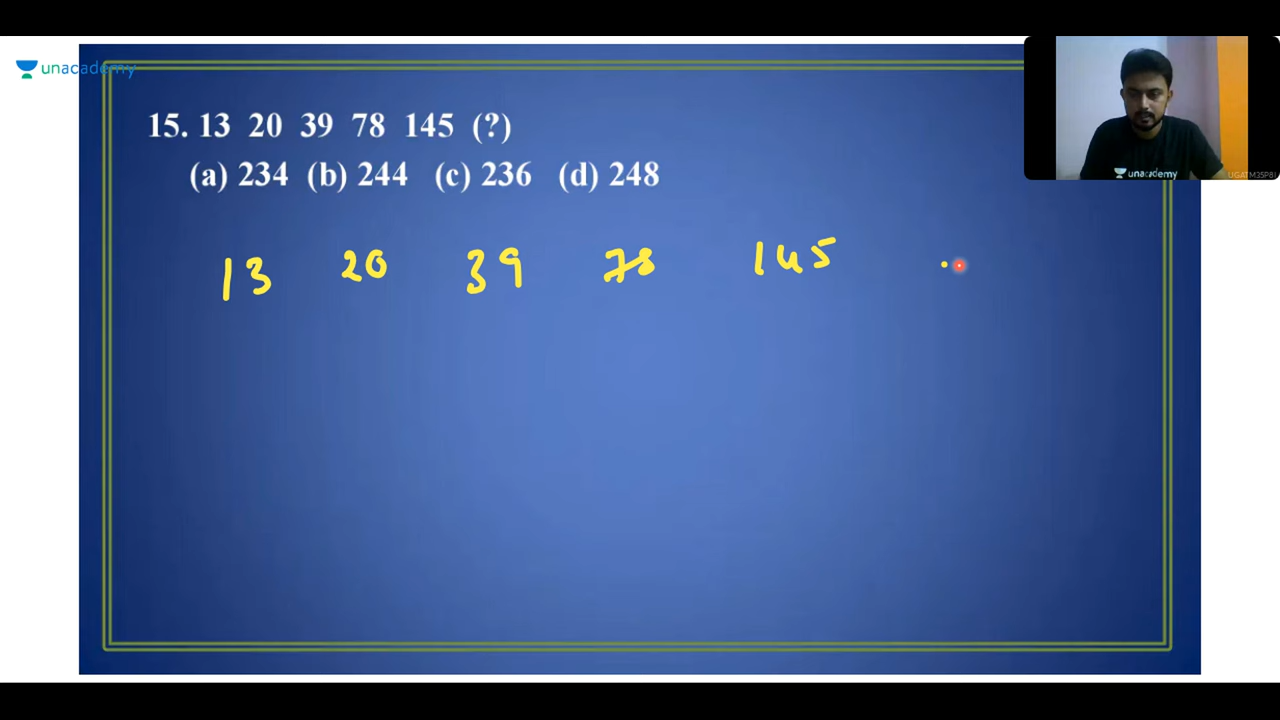 unacademy
15. 13 20 39 78 145 (?)
(a) 234 (b) 244 (c) 236 (d) 248
13 20 39 78 145
unacademy